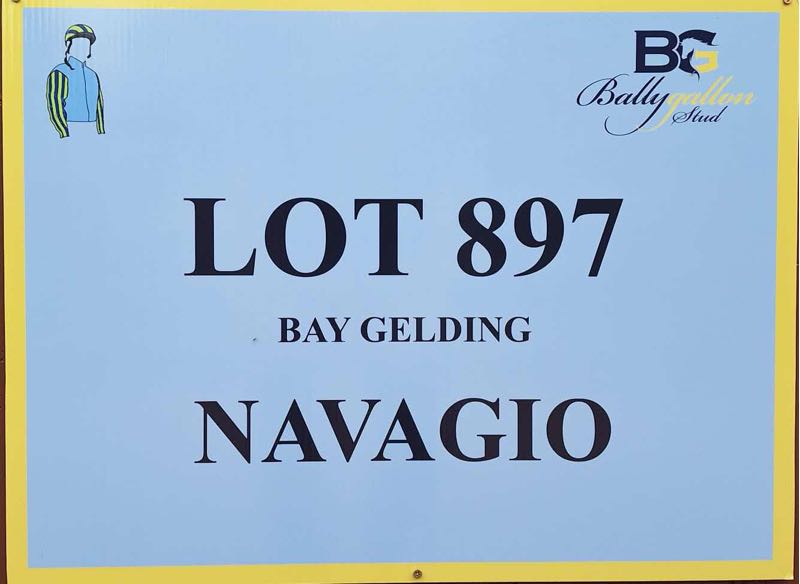 BG
Ballygallon
Stud
LOT 897
BAY GELDING
NAVAGIO